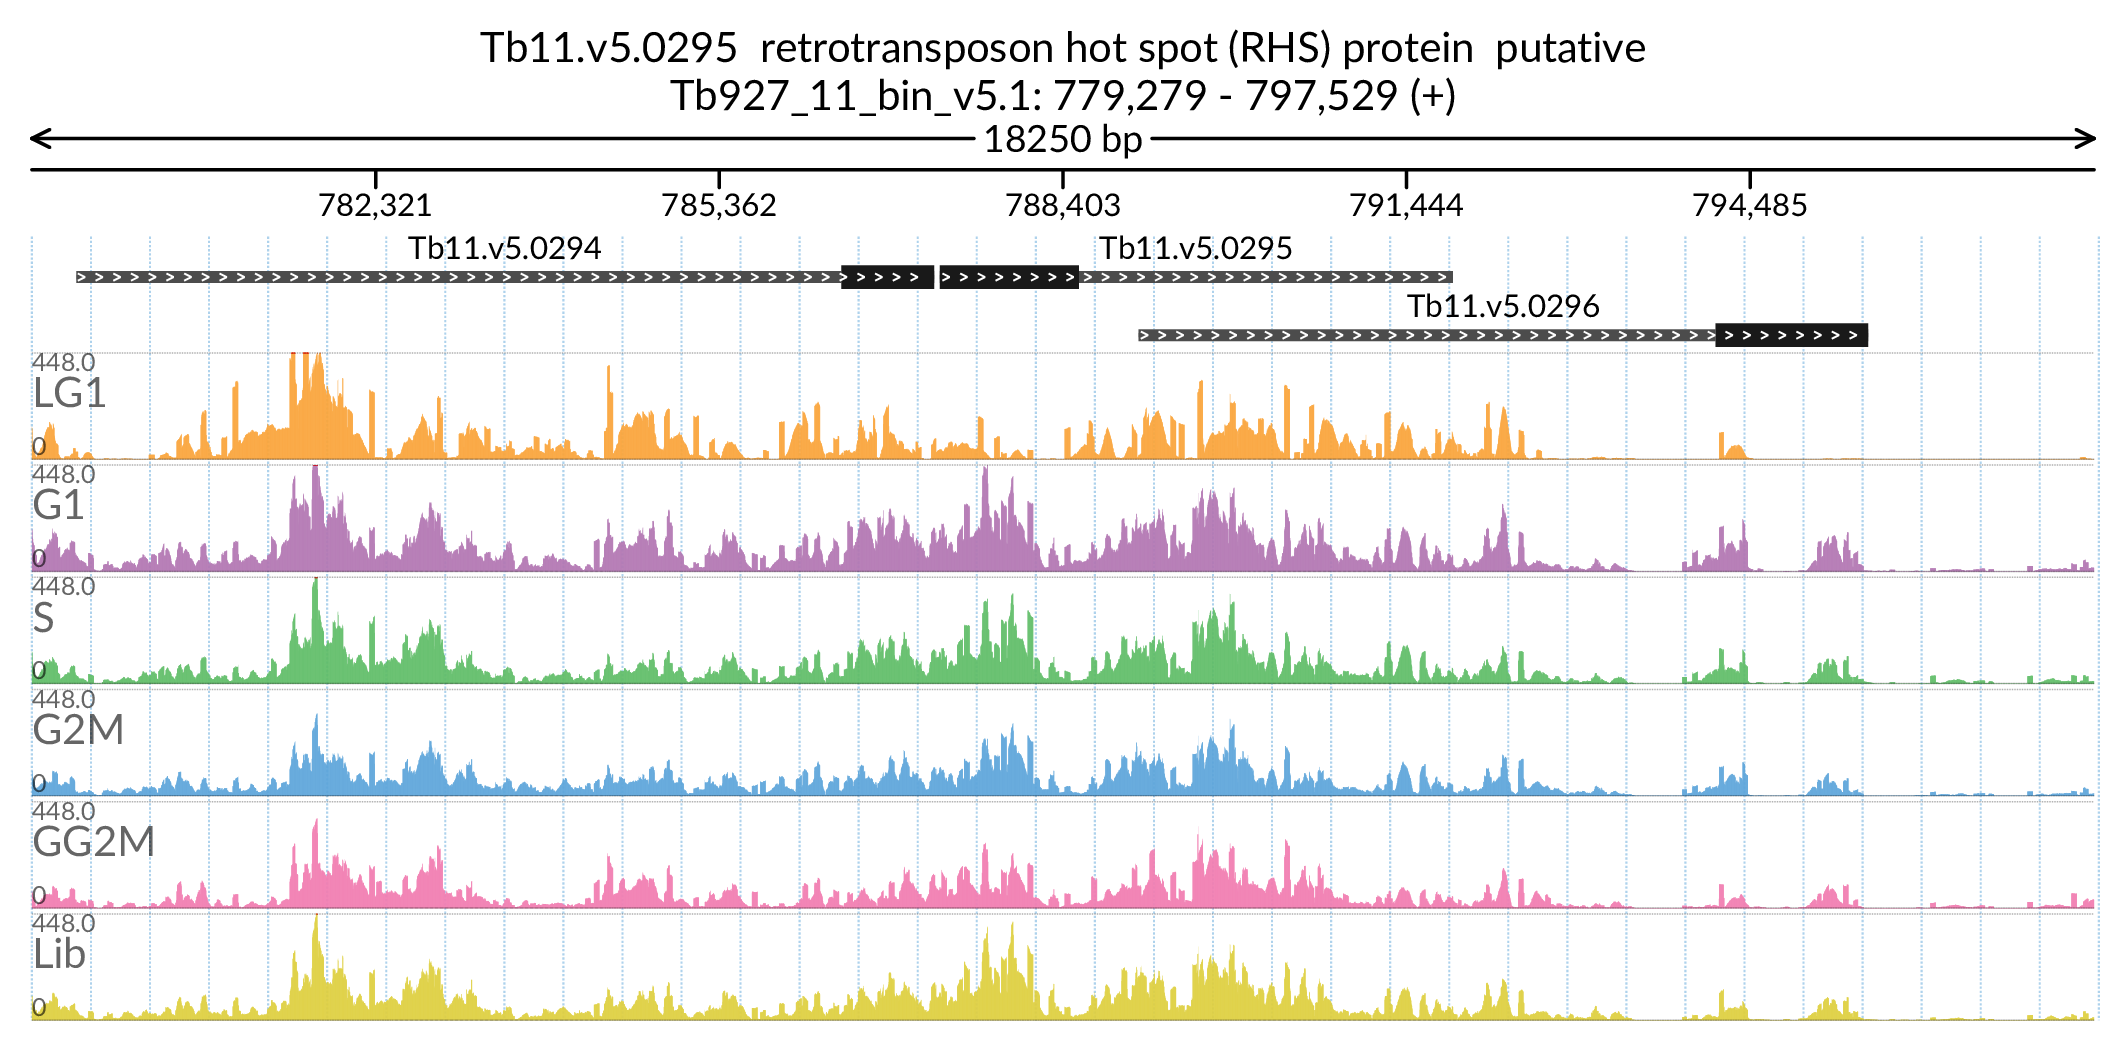 Tb11.v5.0295 retrotransposon hot spot (RHS) protein putative
Tb927_11_bin_v5.1: 779,279 - 797,529 (+)
18250 bp
782,321 785,362 788,403 791,444 794,485
Tb11.v5.0294 Tb11.v5.0295
Tb11.v5.0296
448.0
LG1
0
448.0
G1
0
448.0
S
0
448.0
G2M
0
448.0
GG2M
0
448.0
Lib
0